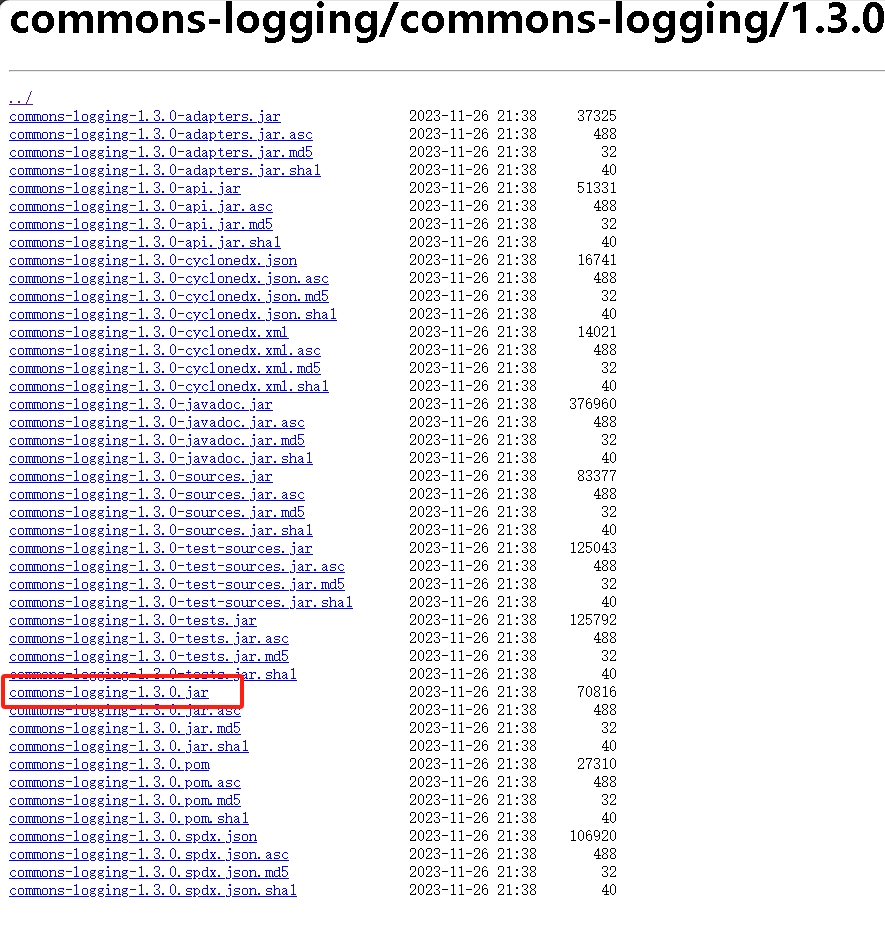 commons-logging/commons-logging/1.3.0
../
commons-logging-1.3.0-adapters.jar 2023-11-26 21:38 37325
commons-logging-1.3.0-adapters.jar.asc 2023-11-26 21:38 488
commons-logging-1.3.0-adapters.jar.md5 2023-11-26 21:38 32
commons-logging-1.3.0-adapters.jar.sha1 2023-11-26 21:38 40
commons-logging-1.3.0-api.jar 2023-11-26 21:38 51331
commons-logging-1.3.0-api.jar.asc 2023-11-26 21:38 488
commons-logging-1.3.0-api.jar.md5 2023-11-26 21:38 32
commons-logging-1.3.0-api.jar.sha1 2023-11-26 21:38 40
commons-logging-1.3.0-cyclonedx.json 2023-11-26 21:38 16741
commons-logging-1.3.0-cyclonedx.json.asc 2023-11-26 21:38 488
commons-logging-1.3.0-cyclonedx.json.md5 2023-11-26 21:38 32
commons-logging-1.3.0-cyclonedx.json.sha1 2023-11-26 21:38 40
commons-logging-1.3.0-cyclonedx.xml 2023-11-26 21:38 14021
commons-logging-1.3.0-cyclonedx.xml.asc 2023-11-26 21:38 488
commons-logging-1.3.0-cyclonedx.xml.md5 2023-11-26 21:38 32
commons-logging-1.3.0-cyclonedx.xml.sha1 2023-11-26 21:38 40
commons-logging-1.3.0-javadoc.jar 2023-11-26 21:38 376960
commons-logging-1.3.0-javadoc.jar.asc 2023-11-26 21:38 488
commons-logging-1.3.0-javadoc.jar.md5 2023-11-26 21:38 32
commons-logging-1.3.0-javadoc.jar.sha1 2023-11-26 21:38 40
commons-logging-1.3.0-sources.jar 2023-11-26 21:38 83377
commons-logging-1.3.0-sources.jar.asc 2023-11-26 21:38 488
commons-logging-1.3.0-sources.jar.md5 2023-11-26 21:38 32
commons-logging-1.3.0-sources.jar.sha1 2023-11-26 21:38 40
commons-logging-1.3.0-test-sources.jar 2023-11-26 21:38 125043
commons-logging-1.3.0-test-sources.jar.asc 2023-11-26 21:38 488
commons-logging-1.3.0-test-sources.jar.md5 2023-11-26 21:38 32
commons-logging-1.3.0-test-sources.jar.sha1 2023-11-26 21:38 40
commons-logging-1.3.0-tests.jar 2023-11-26 21:38 125792
commons-logging-1.3.0-tests.jar.asc 2023-11-26 21:38 488
commons-logging-1.3.0-tests.jar.md5 2023-11-26 21:38 32
commons-logging-1.3.0-tests.jar.sha1 2023-11-26 21:38 40
commons-logging-1.3.0.jar 2023-11-26 21:38 70816
commons-logging-1.3.0.jar.asc 2023-11-26 21:38 488
commons-logging-1.3.0.jar.md5 2023-11-26 21:38 32
commons-logging-1.3.0.jar.sha1 2023-11-26 21:38 40
commons-logging-1.3.0.pom 2023-11-26 21:38 27310
commons-logging-1.3.0.pom.asc 2023-11-26 21:38 488
commons-logging-1.3.0.pom.md5 2023-11-26 21:38 32
commons-logging-1.3.0.pom.sha1 2023-11-26 21:38 40
commons-logging-1.3.0.spdx.json 2023-11-26 21:38 106920
commons-logging-1.3.0.spdx.json.asc 2023-11-26 21:38 488
commons-logging-1.3.0.spdx.json.md5 2023-11-26 21:38 32
commons-logging-1.3.0.spdx.json.sha1 2023-11-26 21:38 40